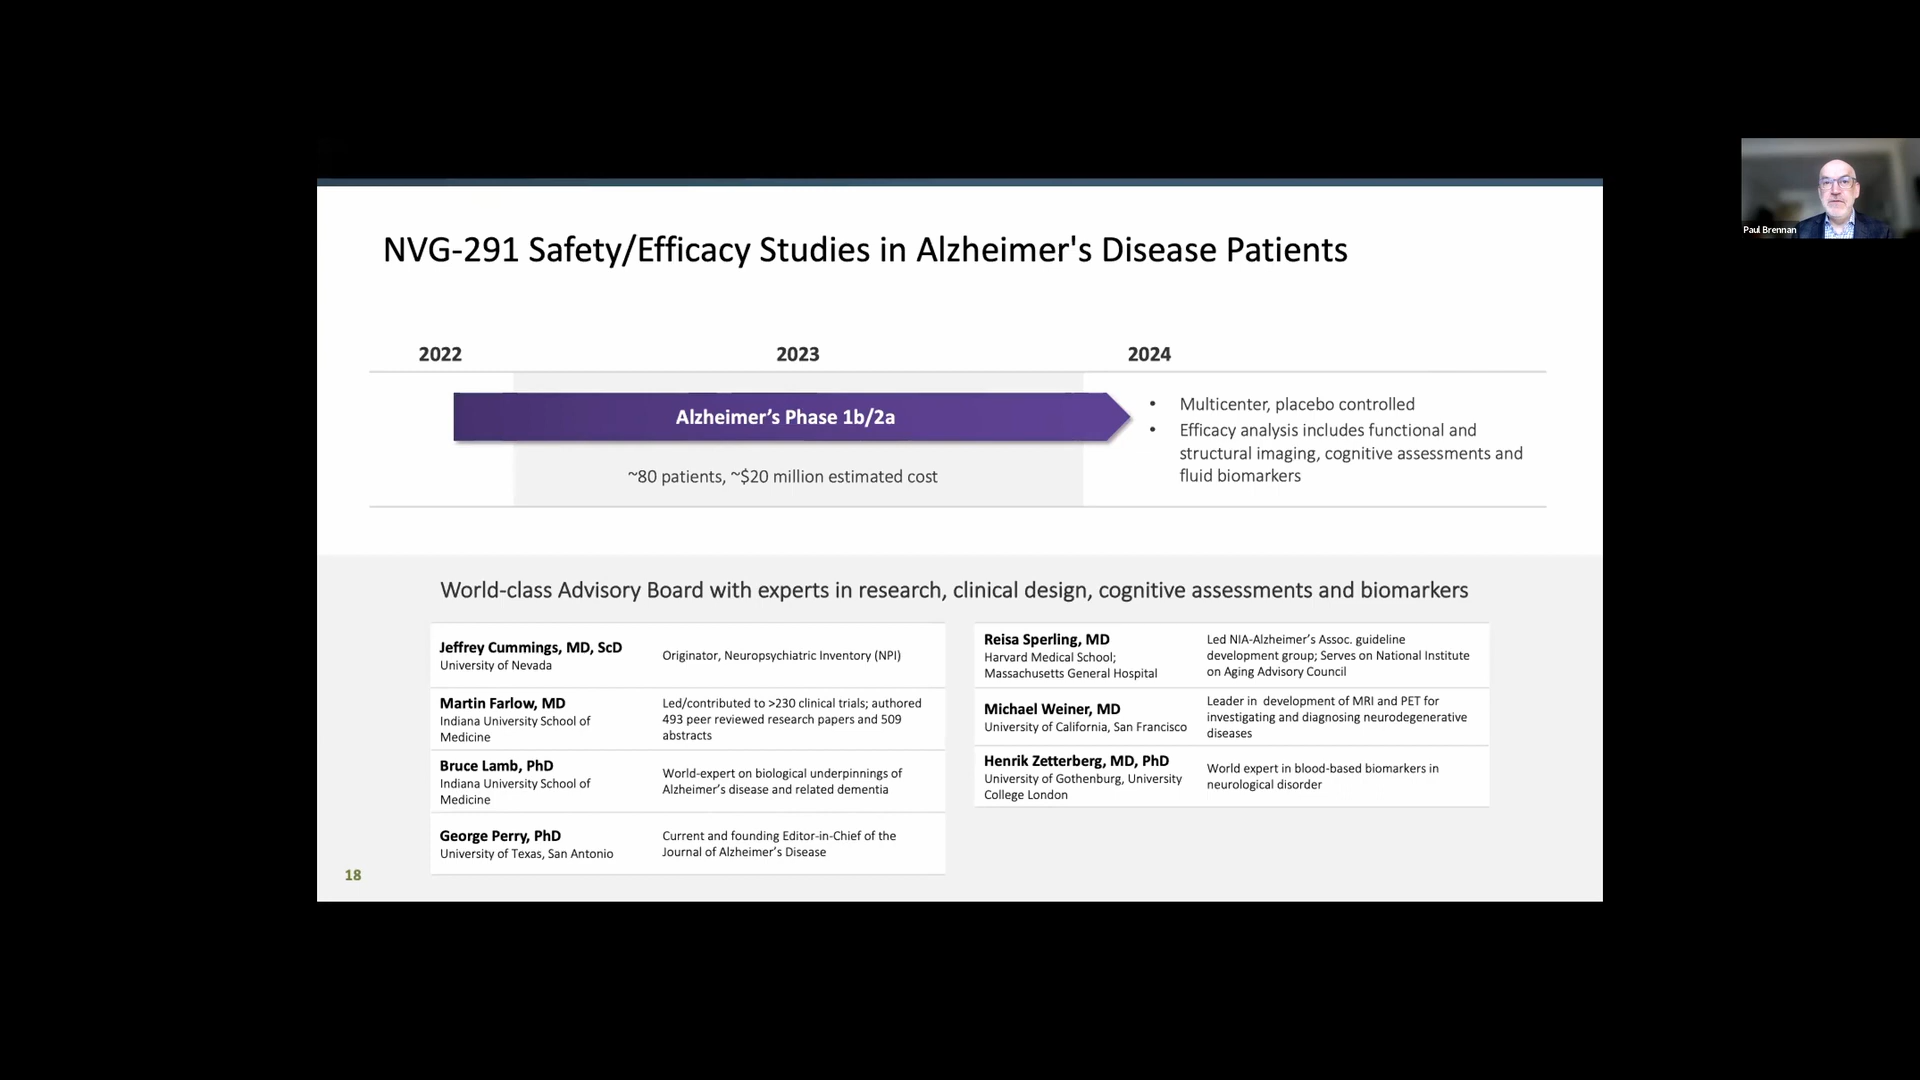 NVG-291 Safety/Efficacy Studies in Alzheimer's Disease Patients
2022
2023
2024
Alzheimer’s Phase 1b/2a
~80 patients, ~$20 million estimated cost
• Multicenter, placebo controlled
• Efficacy analysis includes functional and
structural imaging, cognitive assessments and
fluid biomarkers
World-class Advisory Board with experts in research, clinical design, cognitive assessments and biomarkers
Jeffrey Cummings, MD, ScD
University of Nevada
Originator, Neuropsychiatric Inventory (NPI)
Martin Farlow, MD
Indiana University School of
Medicine
Led/contributed to >230 clinical trials; authored
493 peer reviewed research papers and 509
abstracts
Bruce Lamb, PhD
Indiana University School of
Medicine
World-expert on biological underpinnings of
Alzheimer’s disease and related dementia
George Perry, PhD
University of Texas, San Antonio
Current and founding Editor-in-Chief of the
Journal of Alzheimer’s Disease
Reisa Sperling, MD
Harvard Medical School;
Massachusetts General Hospital
Led NIA-Alzheimer’s Assoc. guideline
development group; Serves on National Institute
on Aging Advisory Council
Michael Weiner, MD
University of California, San Francisco
Leader in development of MRI and PET for
investigating and diagnosing neurodegenerative
diseases
Henrik Zetterberg, MD, PhD
University of Gothenburg, University
College London
World expert in blood-based biomarkers in
neurological disorder
18
Paul Brennan